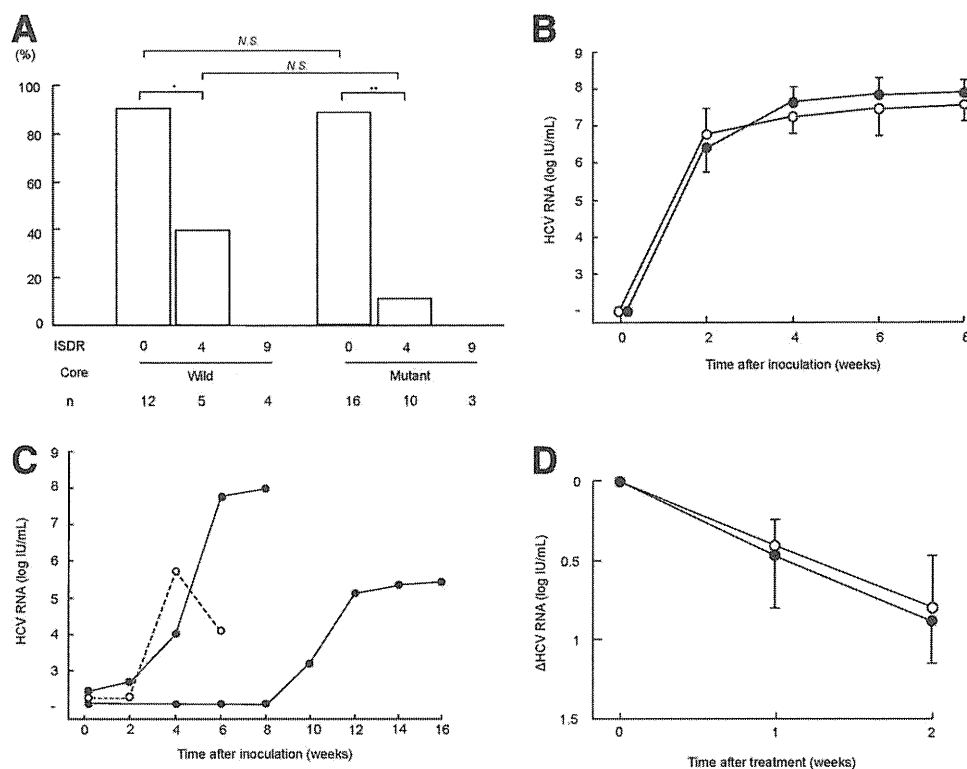 A
(%)
N.S.
N.S.
*
**
100
80
60
40
20
0
ISDR 0 4 9 0 4 9
Core Wild Mutant
n 12 5 4 16 10 3
B
HCV RNA (log IU/mL)
9
8
7
6
5
4
3
-
0 2 4 6 8
Time after inoculation (weeks)
C
HCV RNA (log IU/mL)
9
8
7
6
5
4
3
-
0 2 4 6 8 10 12 14 16
Time after inoculation (weeks)
D
ΔHCV RNA (log IU/mL)
0
0.5
1
1.5
0 1 2
Time after treatment (weeks)